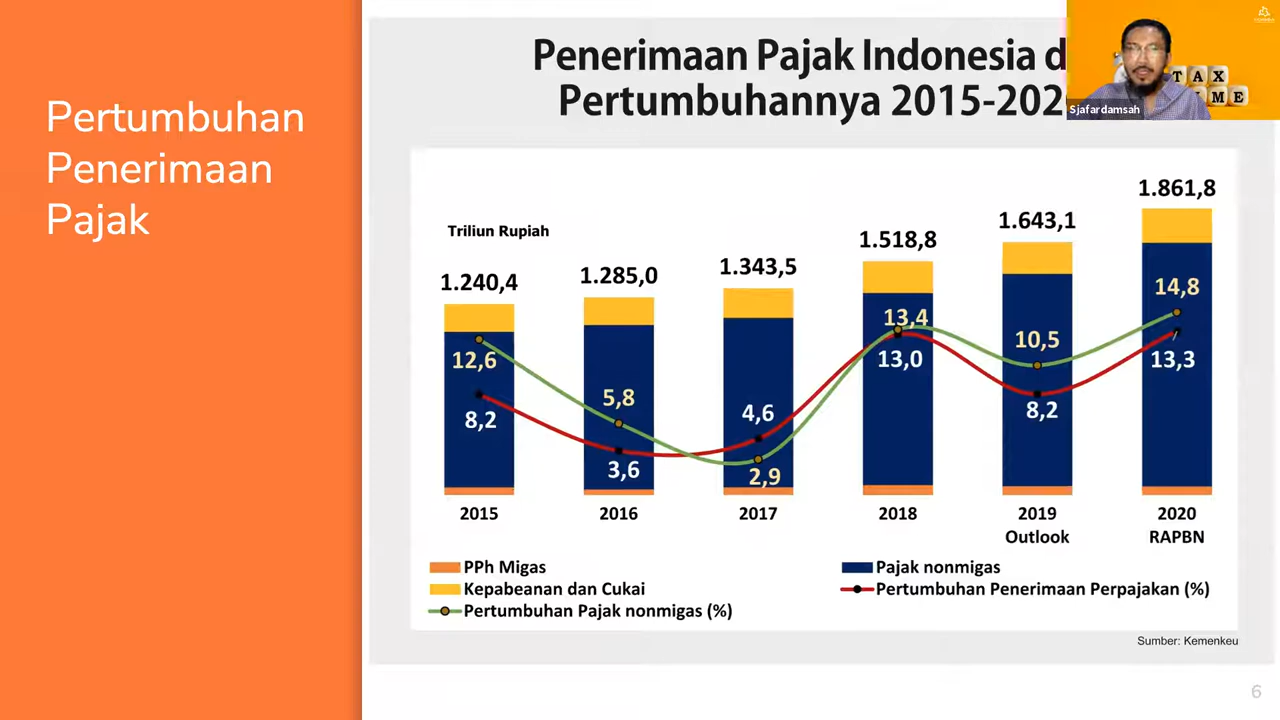 Pertumbuhan
Penerimaan
Pajak
Penerimaan Pajak Indonesia d
Pertumbuhannya 2015-202
TAX
ME
Sjafardamsah
Triliun Rupiah
1.240,4
1.285,0
1.343,5
1.518,8
1.643,1
1.861,8
12,6
5,8
2,9
13,4
10,5
14,8
8,2
3,6
4,6
13,0
8,2
13,3
2015
2016
2017
2018
2019
Outlook
2020
RAPBN
PPh Migas
Pajak nonmigas
Kepabeanan dan Cukai
Pertumbuhan Penerimaan Perpajakan (%)
Pertumbuhan Pajak nonmigas (%)
Sumber: Kemenkeu
6